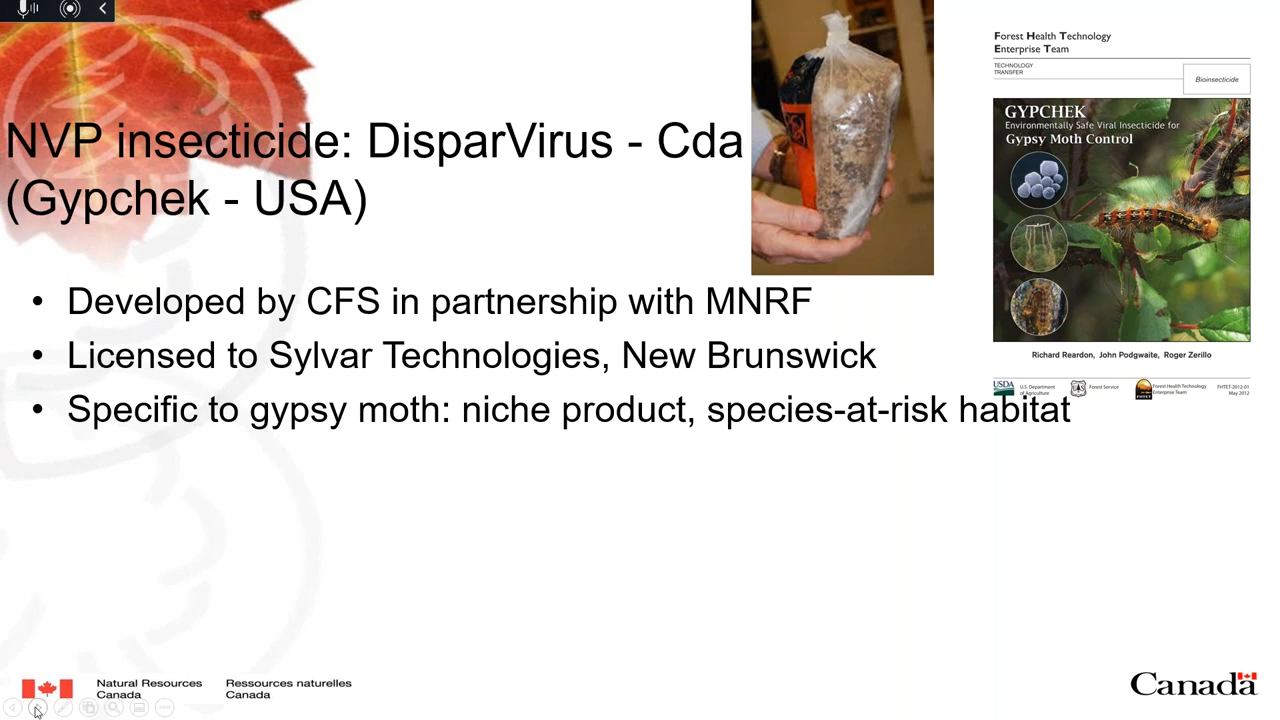 NVP insecticide: DisparVirus - Cda
(Gypchek - USA)
• Developed by CFS in partnership with MNRF
• Licensed to Sylvar Technologies, New Brunswick
• Specific to gypsy moth: niche product, species-at-risk habitat
Forest Health Technology
Enterprise Team
TECHNOLOGY
TRANSFER
Bioinsecticide
GYPCHEK
Environmentally Safe Viral Insecticide for
Gypsy Moth Control
Richard Reardon, John Podgwaite, Roger Zerillo
USDA
U.S. Department
of Agriculture
Forest Service
Forest Health Technology
Enterprise Team
FHTET-2012-01
May 2012
Natural Resources
Canada
Ressources naturelles
Canada
Canada